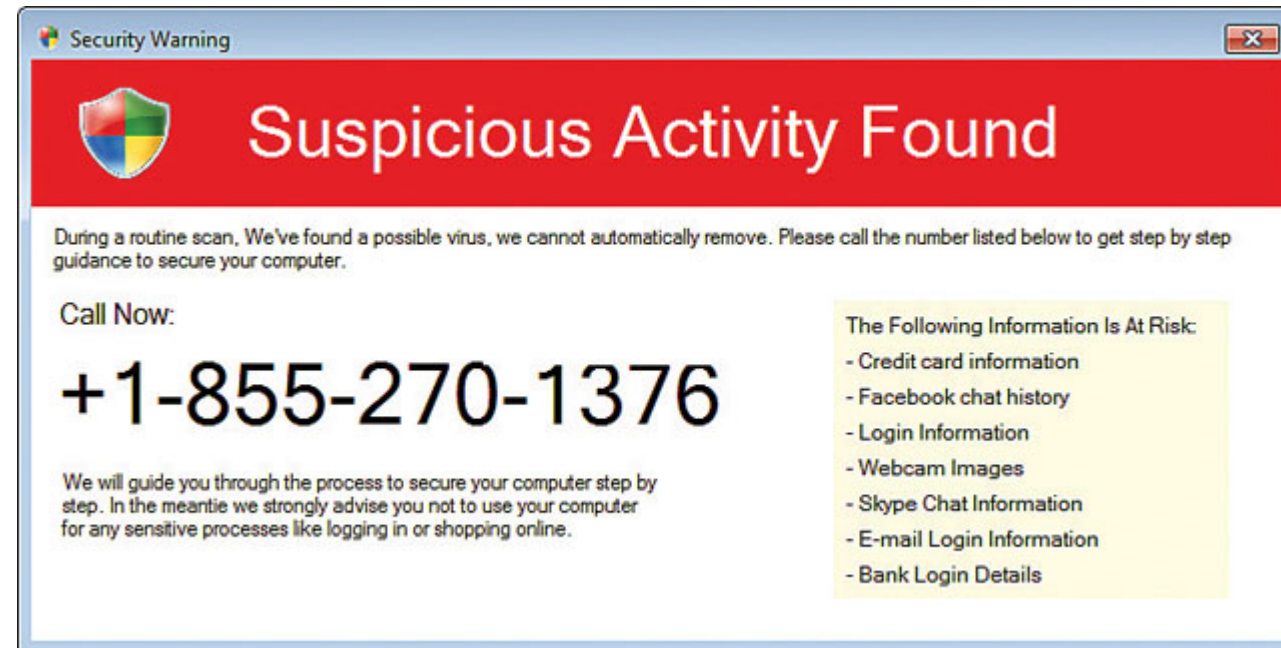 Security Warning
Suspicious Activity Found
During a routine scan, We've found a possible virus, we cannot automatically remove. Please call the number listed below to get step by step
guidance to secure your computer.
Call Now:
+1-855-270-1376
We will guide you through the process to secure your computer step by
step. In the meantie we strongly advise you not to use your computer
for any sensitive processes like logging in or shopping online.
The Following Information Is At Risk:
- Credit card information
- Facebook chat history
- Login Information
- Webcam Images
- Skype Chat Information
- E-mail Login Information
- Bank Login Details